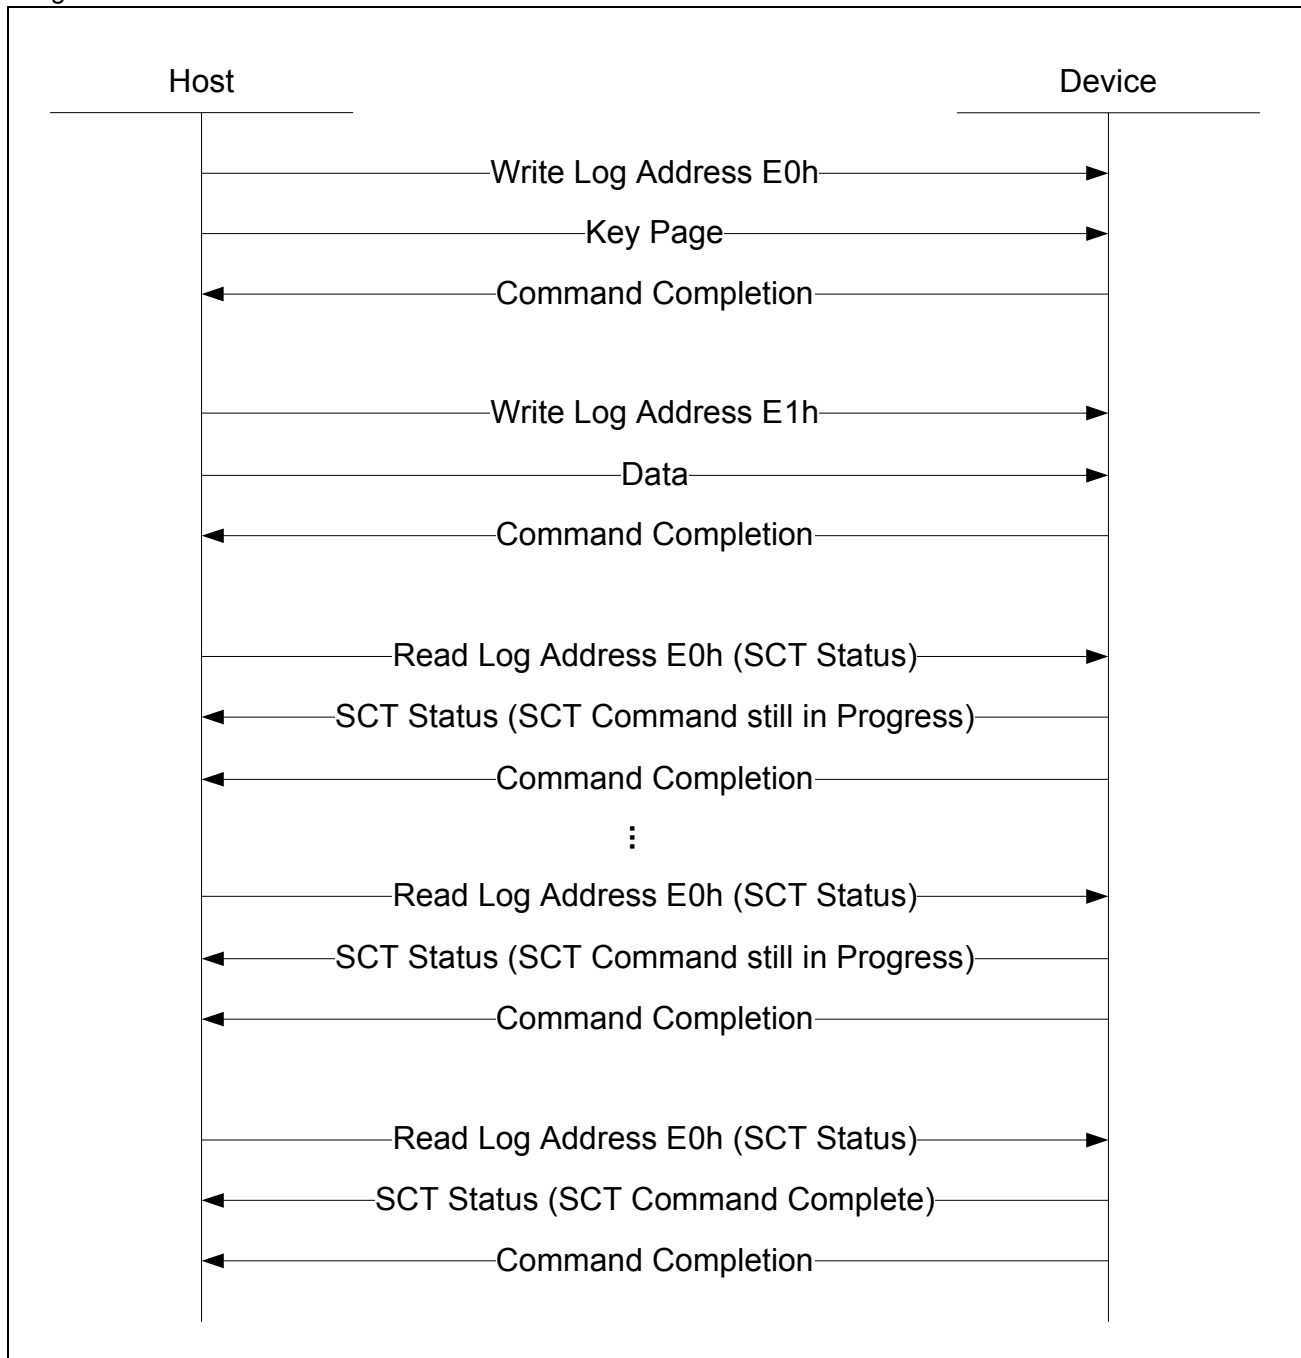 Host
Device
Write Log Address E0h
Key Page
Command Completion
Write Log Address E1h
Data
Command Completion
Read Log Address E0h (SCT Status)
SCT Status (SCT Command still in Progress)
Command Completion
⋮
Read Log Address E0h (SCT Status)
SCT Status (SCT Command still in Progress)
Command Completion
Read Log Address E0h (SCT Status)
SCT Status (SCT Command Complete)
Command Completion